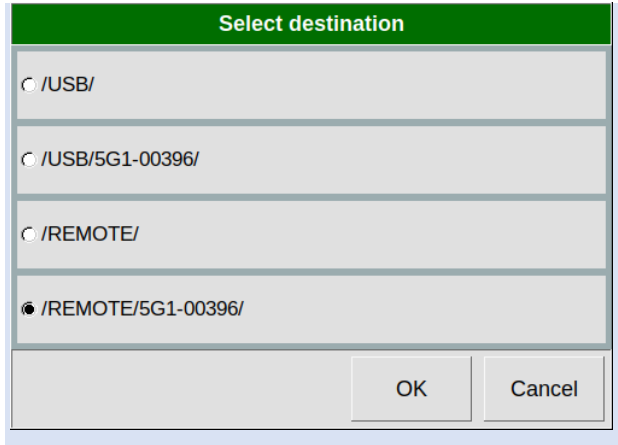 Select destination
/USB/
/USB/5G1-00396/
/REMOTE/
/REMOTE/5G1-00396/
OK Cancel